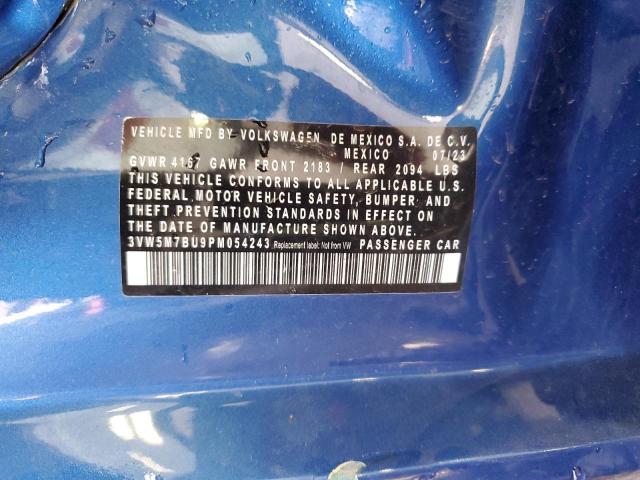 VEHICLE MFD BY VOLKSWAGEN DE MEXICO S.A. DE C.V.
MEXICO 07/23
GVWR 4167 GAWR FRONT 2183 / REAR 2094 LBS
THIS VEHICLE CONFORMS TO ALL APPLICABLE U.S.
FEDERAL MOTOR VEHICLE SAFETY, BUMPER AND
THEFT PREVENTION STANDARDS IN EFFECT ON THE
DATE OF MANUFACTURE SHOWN ABOVE.
3VW5M7BU9PM054243 Replacement label: Not from VW PASSENGER CAR